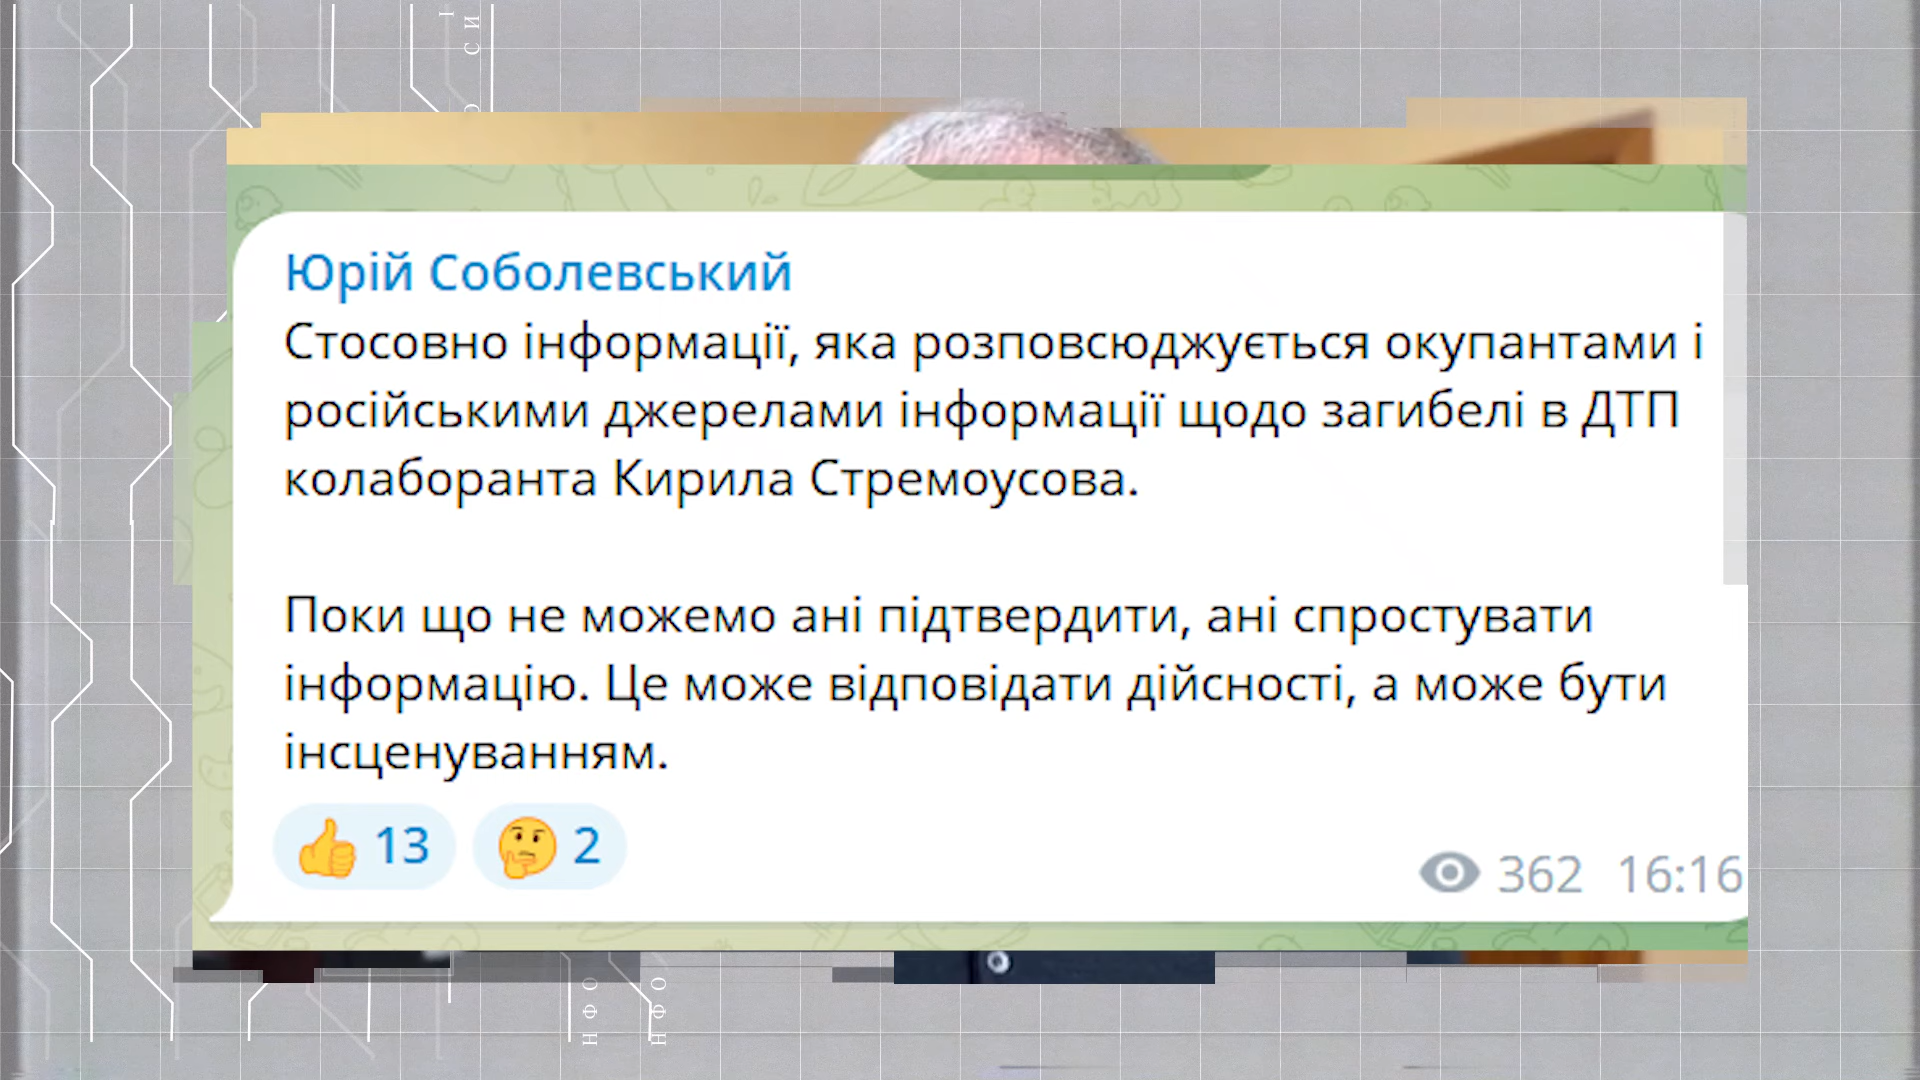 Юрій Соболевський
Стосовно інформації, яка розповсюджується окупантами і
російськими джерелами інформації щодо загибелі в ДТП
колаборанта Кирила Стремоусова.
Поки що не можемо ані підтвердити, ані спростувати
інформацію. Це може відповідати дійсності, а може бути
інсценуванням.
13 2
362 16:16